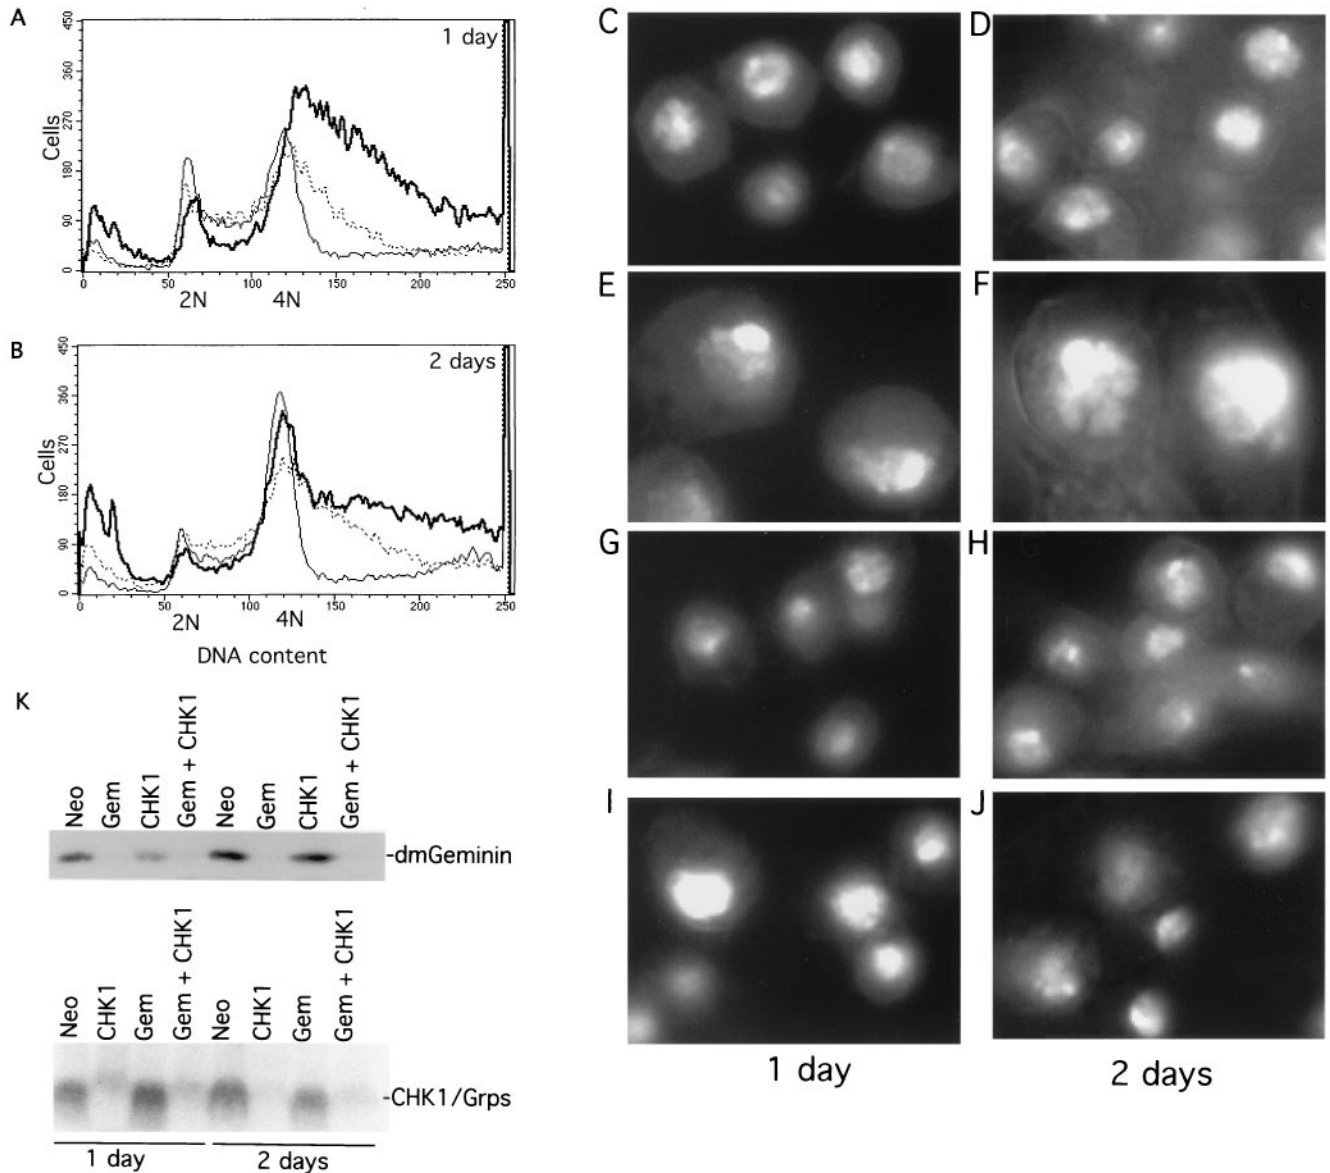 A
1 day
Cells
450
360
270
180
90
0
0 50 100 150 200 250
2N 4N
B
2 days
Cells
450
360
270
180
90
0
0 50 100 150 200 250
2N 4N
DNA content
K
Neo
Gem
CHK1
Gem + CHK1
Neo
Gem
CHK1
Gem + CHK1
-dmGeminin
Neo
CHK1
Gem
Gem + CHK1
Neo
CHK1
Gem
Gem + CHK1
-CHK1/Grps
1 day 2 days
C D
E F
G H
I J
1 day 2 days